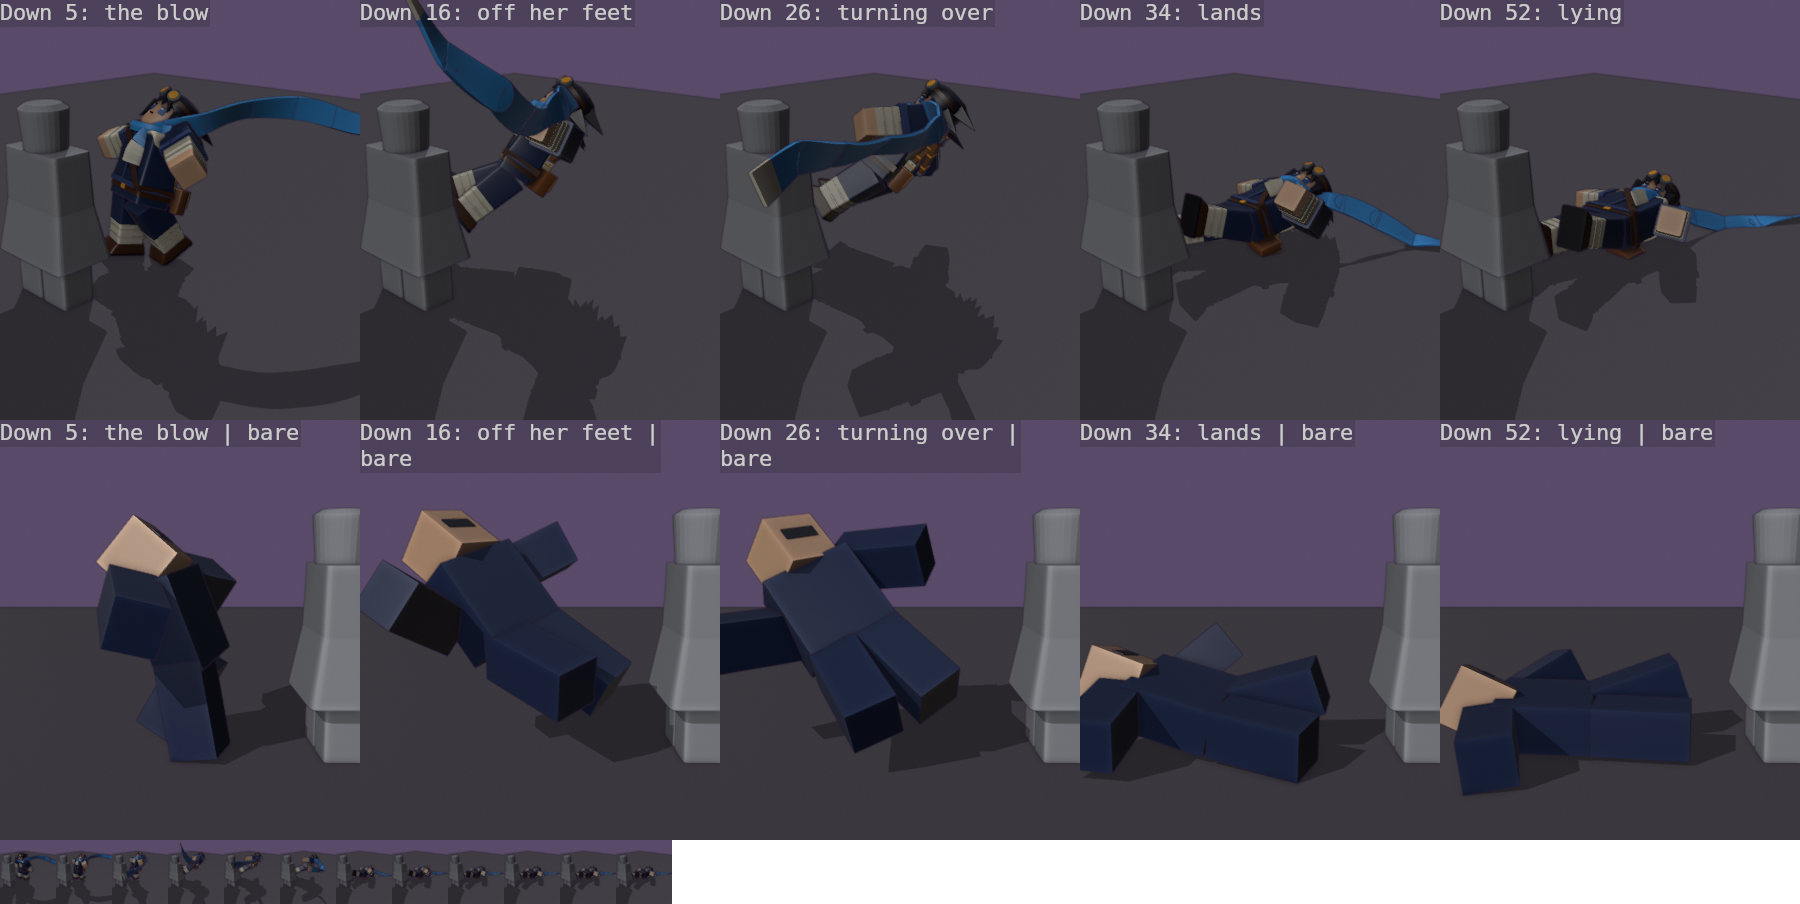 Down 5: the blow
Down 16: off her feet
Down 26: turning over
Down 34: lands
Down 52: lying
Down 5: the blow | bare
Down 16: off her feet |
bare
Down 26: turning over |
bare
Down 34: lands | bare
Down 52: lying | bare